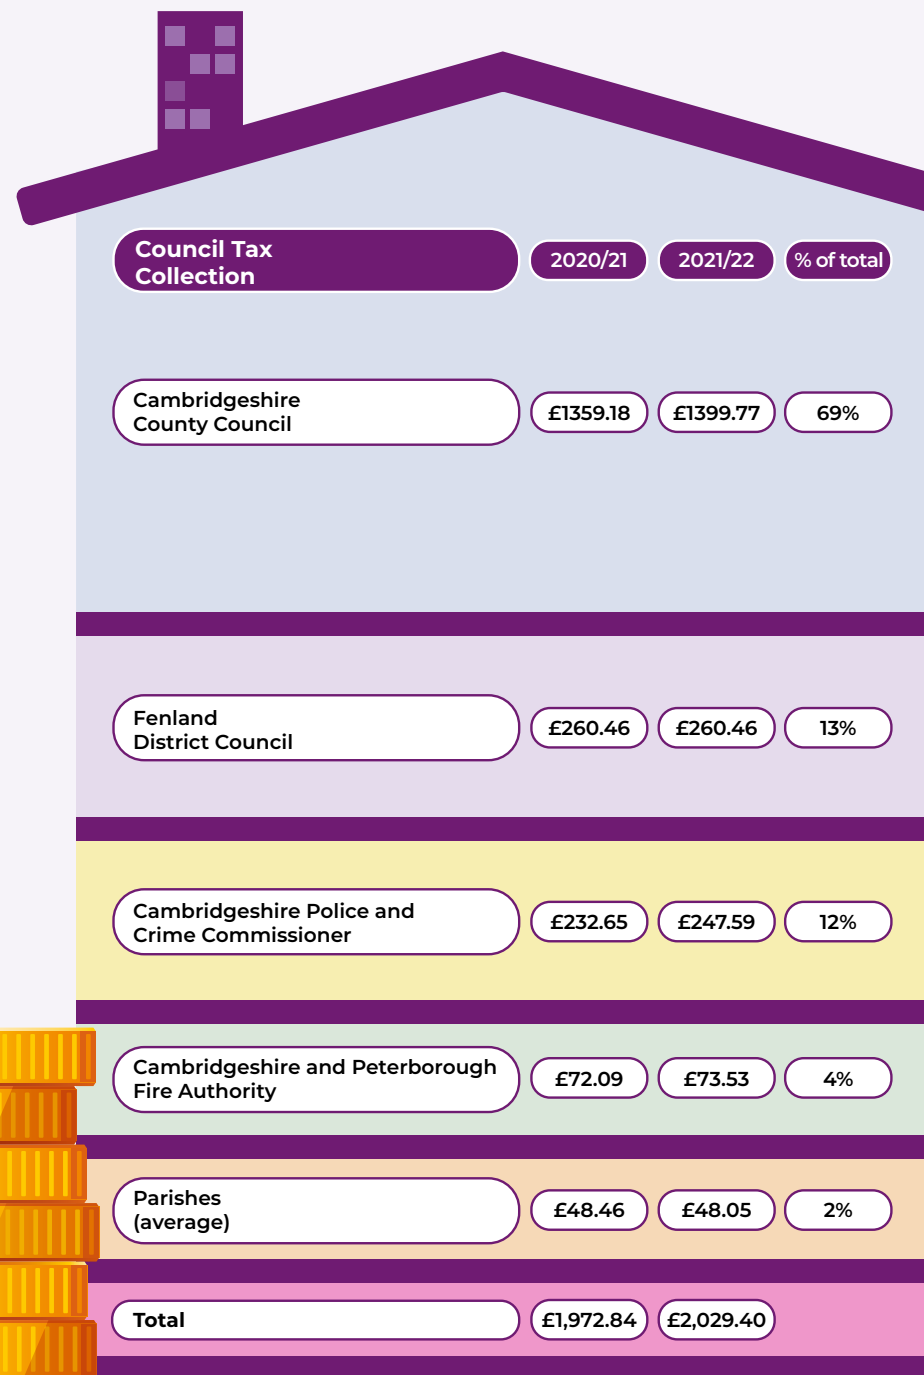 Council Tax
Collection
2020/21 2021/22 % of total
Cambridgeshire
County Council
£1359.18 £1399.77 69%
Fenland
District Council
£260.46 £260.46 13%
Cambridgeshire Police and
Crime Commissioner
£232.65 £247.59 12%
Cambridgeshire and Peterborough
Fire Authority
£72.09 £73.53 4%
Parishes
(average)
£48.46 £48.05 2%
Total £1,972.84 £2,029.40